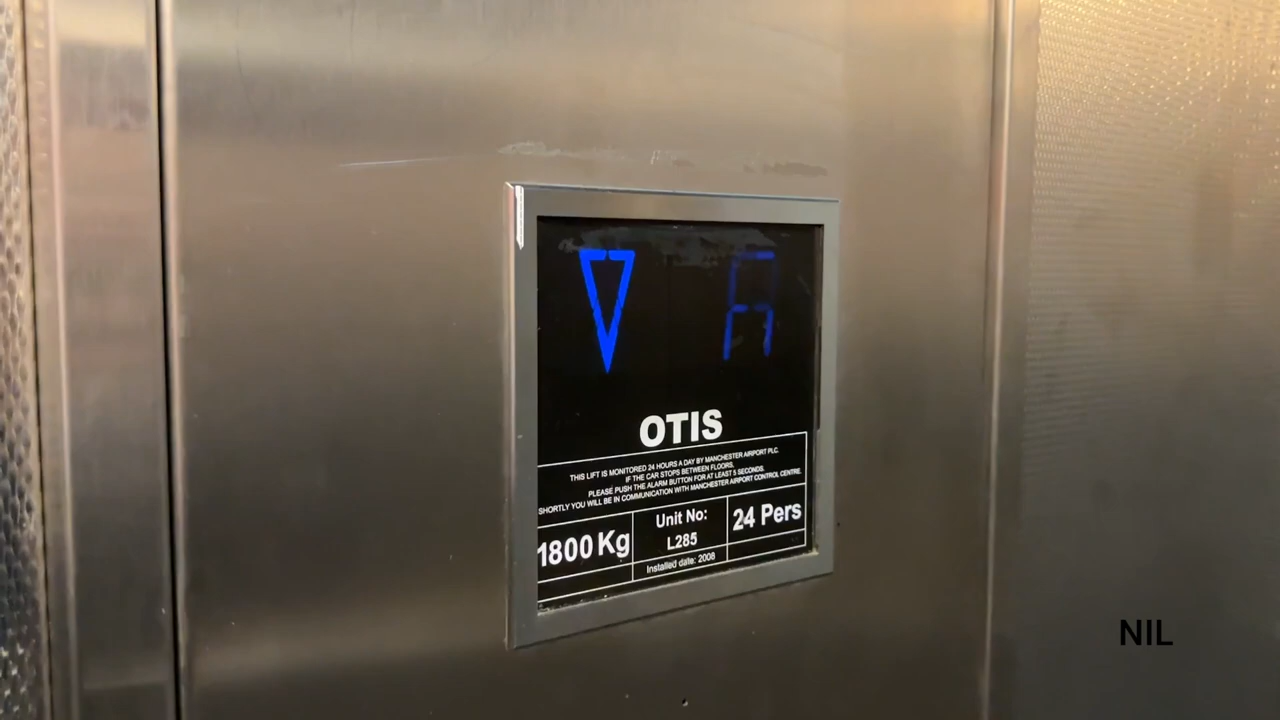 A
OTIS
THIS LIFT IS MONITORED 24 HOURS A DAY BY MANCHESTER AIRPORT PLC.
IF THE CAR STOPS BETWEEN FLOORS,
PLEASE PUSH THE ALARM BUTTON FOR AT LEAST 5 SECONDS.
SHORTLY YOU WILL BE IN COMMUNICATION WITH MANCHESTER AIRPORT CONTROL CENTRE.
1800 Kg
Unit No:
L285
Installed date: 2008
24 Pers
NIL